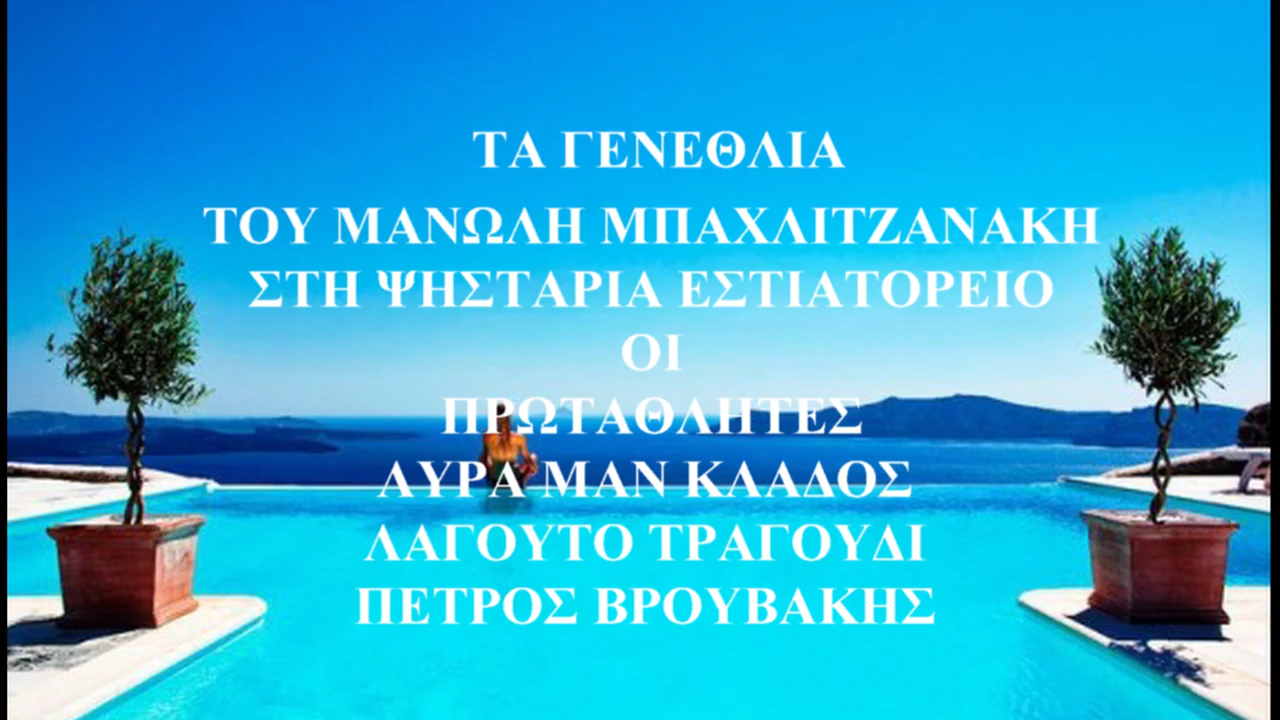 ΤΑ ΓΕΝΕΘΛΙΑ
ΤΟΥ ΜΑΝΩΛΗ ΜΠΑΧΛΙΤΖΑΝΑΚΗ
ΣΤΗ ΨΗΣΤΑΡΙΑ ΕΣΤΙΑΤΟΡΕΙΟ
ΟΙ
ΠΡΩΤΑΘΛΗΤΕΣ
ΛΥΡΑ ΜΑΝ ΚΛΑΔΟΣ
ΛΑΓΟΥΤΟ ΤΡΑΓΟΥΔΙ
ΠΕΤΡΟΣ ΒΡΟΥΒΑΚΗΣ